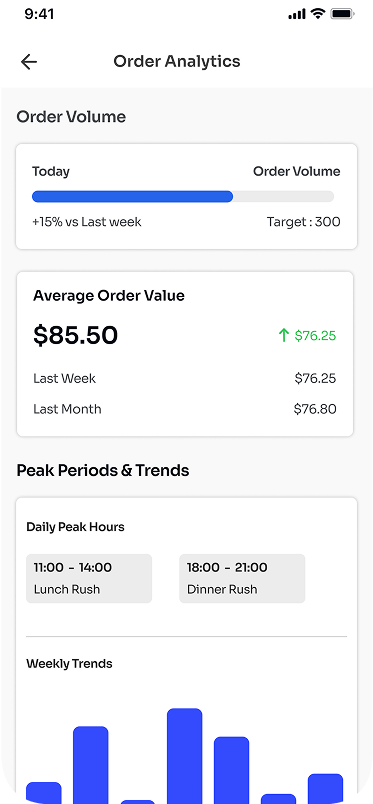 9:41
Order Analytics
Order Volume
Today Order Volume
+15% vs Last week Target : 300
Average Order Value
$85.50 ↑ $76.25
Last Week $76.25
Last Month $76.80
Peak Periods & Trends
Daily Peak Hours
11:00 - 14:00 18:00 - 21:00
Lunch Rush Dinner Rush
Weekly Trends